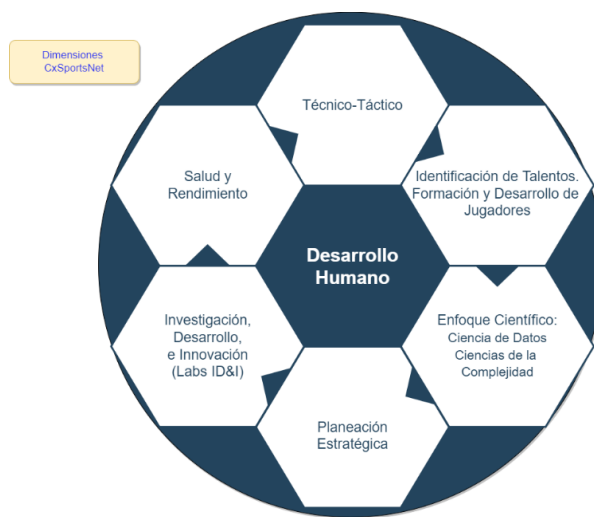 Dimensiones
CxSportsNet
Técnico-Táctico
Salud y
Rendimiento
Identificación de Talentos.
Formación y Desarrollo de
Jugadores
Desarrollo
Humano
Investigación,
Desarrollo,
e Innovación
(Labs ID&I)
Enfoque Científico:
Ciencia de Datos
Ciencias de la
Complejidad
Planeación
Estratégica